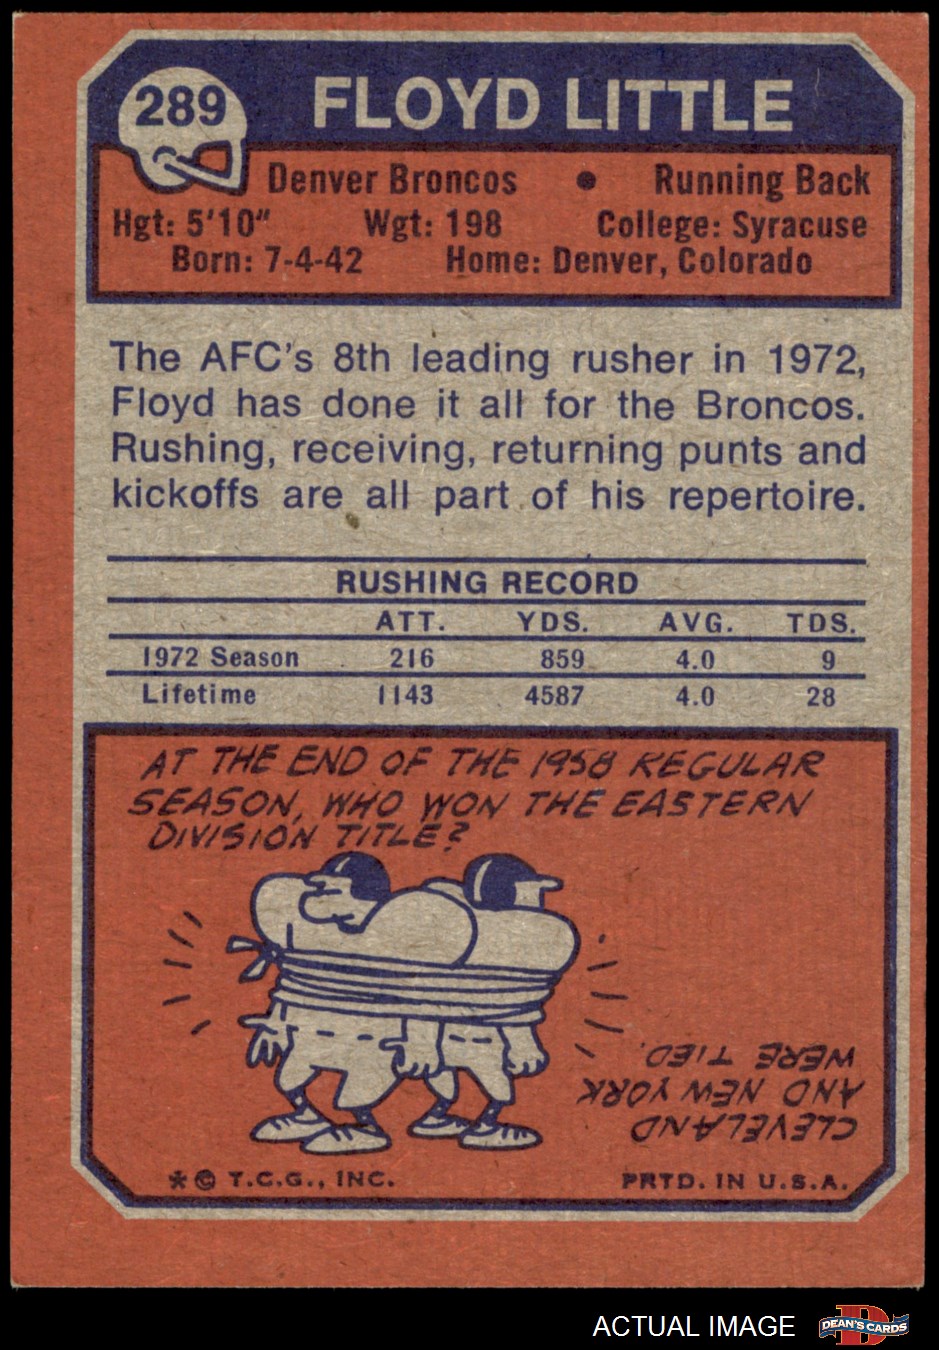 289
FLOYD LITTLE
Denver Broncos • Running Back
Hgt: 5'10" Wgt: 198 College: Syracuse
Born: 7-4-42 Home: Denver, Colorado
The AFC's 8th leading rusher in 1972,
Floyd has done it all for the Broncos.
Rushing, receiving, returning punts and
kickoffs are all part of his repertoire.
RUSHING RECORD
ATT. YDS. AVG. TDS.
1972 Season 216 859 4.0 9
Lifetime 1143 4587 4.0 28
AT THE END OF THE 1958 REGULAR
SEASON, WHO WON THE EASTERN
DIVISION TITLE?
CLEVELAND
AND NEW YORK
WERE TIED.
* © T.C.G., INC. PRTD. IN U.S.A.
ACTUAL IMAGE
D
DEAN'S CARDS